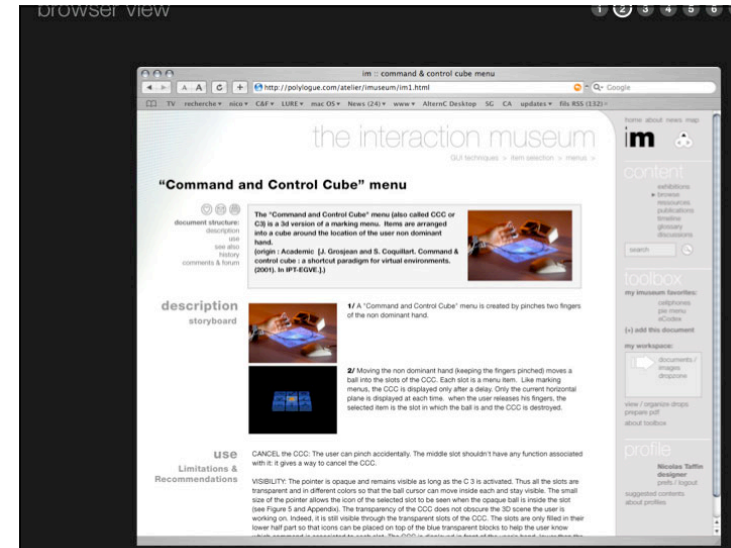 browser view
1 2 3 4 5 6
im :: command & control cube menu
A A C + http://polylogue.com/atelier/imuseum/im1.html Q- Google
TV recherche nico C&F LURE mac OS News (24) www AlternC Desktop SG CA updates fils RSS (132)
home about news map
the interaction museum
im
GUI techniques > item selection > menus >
"Command and Control Cube" menu
content
exhibitions
browse
resources
publications
timeline
glossary
discussions
search
document structure:
description
use
see also
history
comments & forum
The "Command and Control Cube" menu (also called CCC or
C3) is a 3d version of a marking menu. Items are arranged
into a cube around the location of the user non dominant
hand.
(origin : Academic [J. Grosjean and S. Coquillart. Command &
control cube : a shortcut paradigm for virtual environments.
(2001). In IPT-EGVE.].)
toolbox
my imuseum favorites:
cellphones
pie menu
aCodex
(+) add this document
my workspace:
documents /
images
dropzone
view / organize drops
prepare pdf
about toolbox
description
storyboard
1/ A "Command and Control Cube" menu is created by pinches two fingers
of the non dominant hand.
2/ Moving the non dominant hand (keeping the fingers pinched) moves a
ball into the slots of the CCC. Each slot is a menu item. Like marking
menus, the CCC is displayed only after a delay. Only the current horizontal
plane is displayed at each time. when the user releases his fingers, the
selected item is the slot in which the ball is and the CCC is destroyed.
profile
Nicolas Taffin
designer
prefs / logout
suggested contents
about profiles
use
Limitations &
Recommendations
CANCEL the CCC: The user can pinch accidentally. The middle slot shouldn't have any function associated
with it: it gives a way to cancel the CCC.
VISIBILITY: The pointer is opaque and remains visible as long as the C 3 is activated. Thus all the slots are
transparent and in different colors so that the ball cursor can move inside each and stay visible. The small
size of the pointer allows the icon of the selected slot to be seen when the opaque ball is inside the slot
(see Figure 5 and Appendix). The transparency of the CCC does not obscure the 3D scene the user is
working on. Indeed, it is still visible through the transparent slots of the CCC. The slots are only filled in their
lower half part so that icons can be placed on top of the blue transparent blocks to help the user know